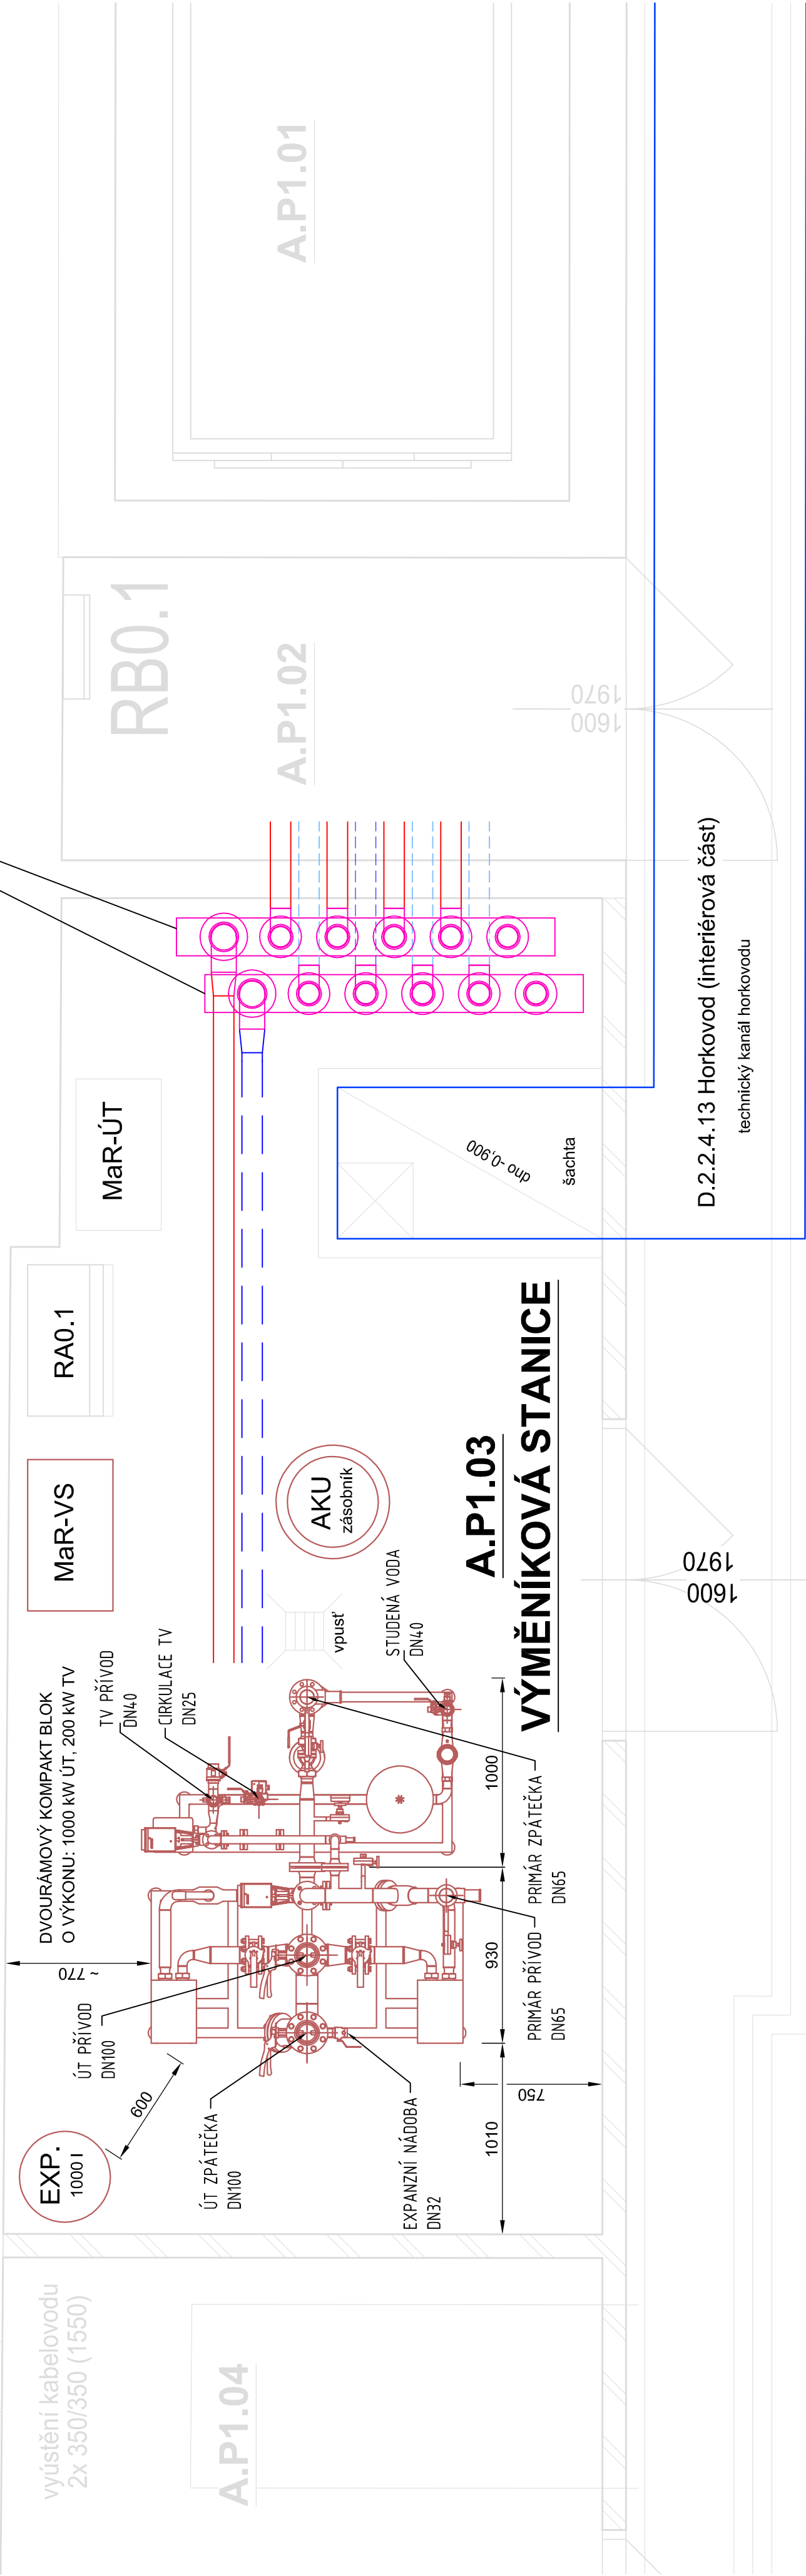 vyústění kabelovodu
2x 350/350 (1550)
A.P1.04
EXP.
1000 l
600
~ 770
DVOURÁMOVÝ KOMPAKT BLOK
O VÝKONU: 1000 kW ÚT, 200 kW TV
ÚT PŘÍVOD
DN100
ÚT ZPÁTEČKA
DN100
EXPANZNÍ NÁDOBA
DN32
1010
930
1000
750
PRIMÁR PŘÍVOD
DN65
PRIMÁR ZPÁTEČKA
DN65
TV PŘÍVOD
DN40
CIRKULACE TV
DN25
STUDENÁ VODA
DN40
vpusť
AKU
zásobník
MaR-VS
RA0.1
MaR-ÚT
A.P1.03
VÝMĚNÍKOVÁ STANICE
1600
1970
dno -0,900
šachta
D.2.2.4.13 Horkovod (interiérová část)
technický kanál horkovodu
RB0.1
A.P1.02
1600
1970
A.P1.01